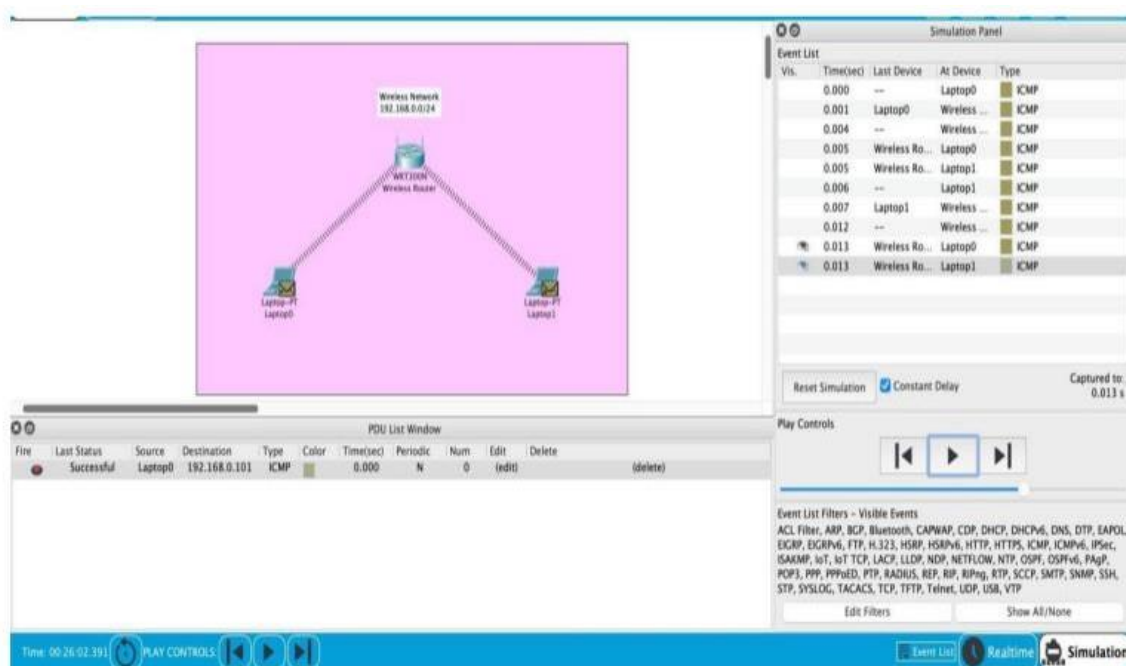 Wireless Network
192.168.0.0/24
WRT300N
Wireless Router
Laptop-PT
Laptop0
Laptop-PT
Laptop1
Simulation Panel
Event List
Vis. Time(sec) Last Device At Device Type
0.000 -- Laptop0 ICMP
0.001 Laptop0 Wireless ... ICMP
0.004 -- Wireless ... ICMP
0.005 Wireless Ro... Laptop0 ICMP
0.005 Wireless Ro... Laptop1 ICMP
0.006 -- Laptop1 ICMP
0.007 Laptop1 Wireless ... ICMP
0.012 -- Wireless ... ICMP
0.013 Wireless Ro... Laptop0 ICMP
0.013 Wireless Ro... Laptop1 ICMP
Reset Simulation Constant Delay Captured to:
0.013 s
PDU List Window
Fire Last Status Source Destination Type Color Time(sec) Periodic Num Edit Delete
Successful Laptop0 192.168.0.101 ICMP 0.000 N 0 (edit) (delete)
Play Controls
Event List Filters - Visible Events
ACL Filter, ARP, BGP, Bluetooth, CAPWAP, CDP, DHCP, DHCPv6, DNS, DTP, EAPOL,
EIGRP, EIGRPv6, FTP, H.323, HSRP, HSRPv6, HTTP, HTTPS, ICMP, ICMPv6, IPSec,
ISAKMP, IoT, IoT TCP, LACP, LLDP, NDP, NETFLOW, NTP, OSPF, OSPFv6, PAgP,
POP3, PPP, PPPoED, PTP, RADIUS, REP, RIP, RIPng, RTP, SCCP, SMTP, SNMP, SSH,
STP, SYSLOG, TACACS, TCP, TFTP, Telnet, UDP, USB, VTP
Edit Filters Show All/None
Time: 00:26:02.391 PLAY CONTROLS: Event List Realtime Simulation